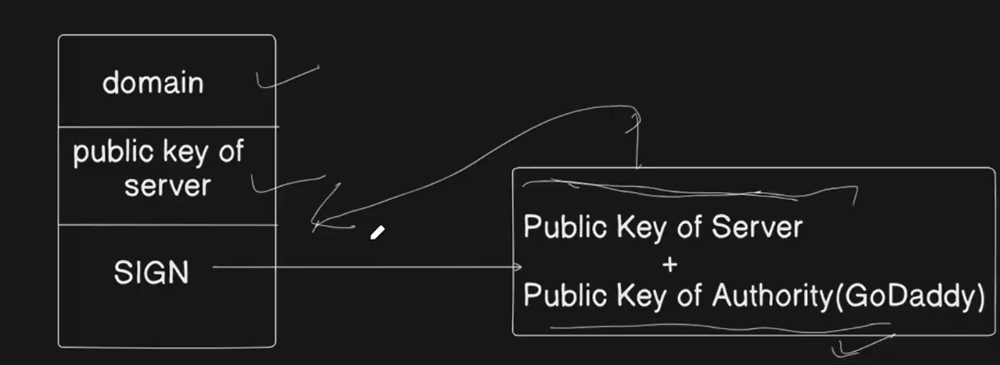 domain
public key of
server
SIGN
Public Key of Server
+
Public Key of Authority(GoDaddy)